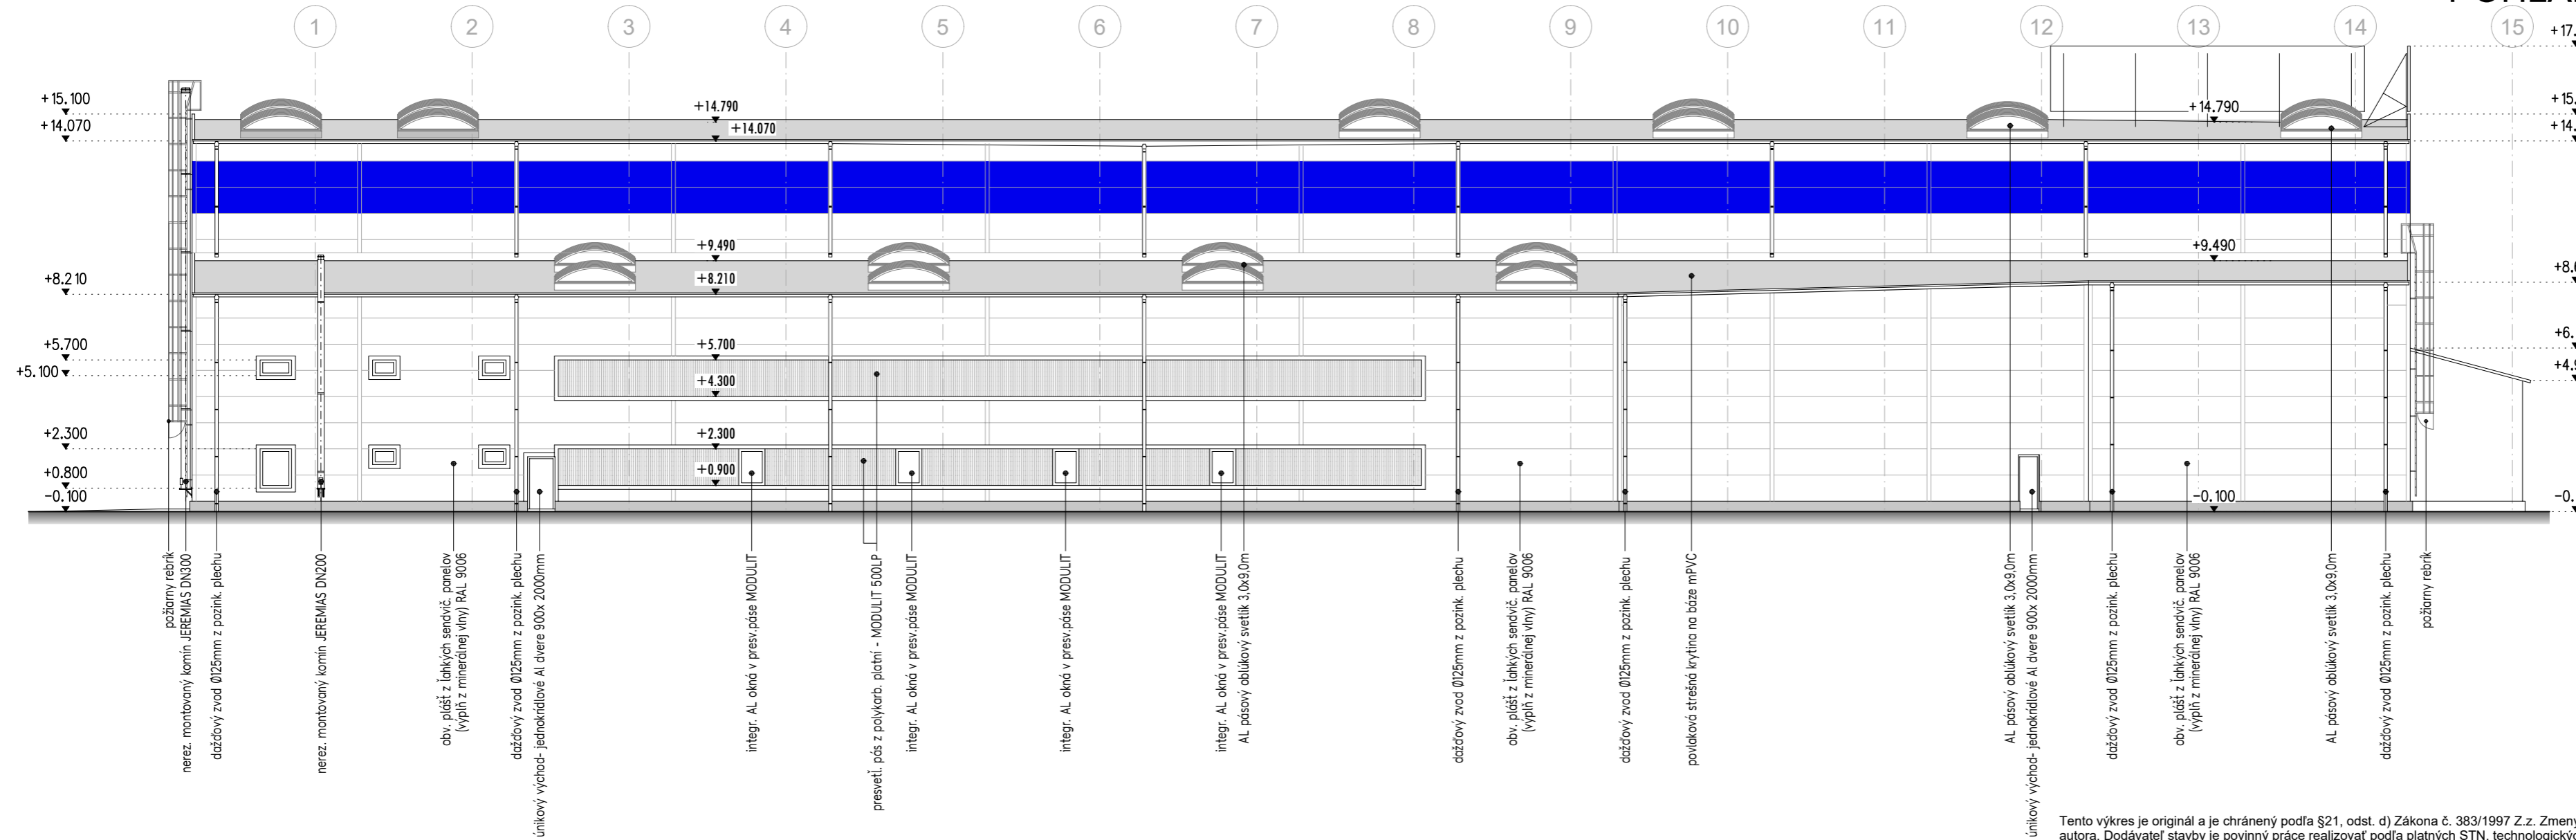 1 2 3 4 5 6 7 8 9 10 11 12 13 14 15
+15.100
+14.070
+14.790
+14.070
+14.790
+9.490
+8.210
+8.210
+9.490
+5.700
+5.100
+5.700
+4.300
+2.300
+0.800
-0.100
+2.300
+0.900
-0.100
požiarny rebrík
nerez. montovaný komín JEREMIAS DN300
dažďový zvod Ø125mm z pozink. plechu
nerez. montovaný komín JEREMIAS DN200
obv. plášť z ľahkých sendvič. panelov
(výplň z minerálnej vlny) RAL 9006
dažďový zvod Ø125mm z pozink. plechu
únikový východ- jednokrídlové Al dvere 900x 2000mm
integr. AL okná v presv.páse MODULIT
presvetl. pás z polykarb. platní - MODULIT 500LP
integr. AL okná v presv.páse MODULIT
integr. AL okná v presv.páse MODULIT
integr. AL okná v presv.páse MODULIT
AL pásový oblúkový svetlík 3,0x9,0m
dažďový zvod Ø125mm z pozink. plechu
obv. plášť z ľahkých sendvič. panelov
(výplň z minerálnej vlny) RAL 9006
dažďový zvod Ø125mm z pozink. plechu
povlaková strešná krytina na báze mPVC
AL pásový oblúkový svetlík 3,0x9,0m
únikový východ- jednokrídlové Al dvere 900x 2000mm
dažďový zvod Ø125mm z pozink. plechu
obv. plášť z ľahkých sendvič. panelov
(výplň z minerálnej vlny) RAL 9006
AL pásový oblúkový svetlík 3,0x9,0m
dažďový zvod Ø125mm z pozink. plechu
požiarny rebrík
Tento výkres je originál a je chránený podľa §21, odst. d) Zákona č. 383/1997 Z.z. Zmeny
autora. Dodávateľ stavby je povinný práce realizovať podľa platných STN,